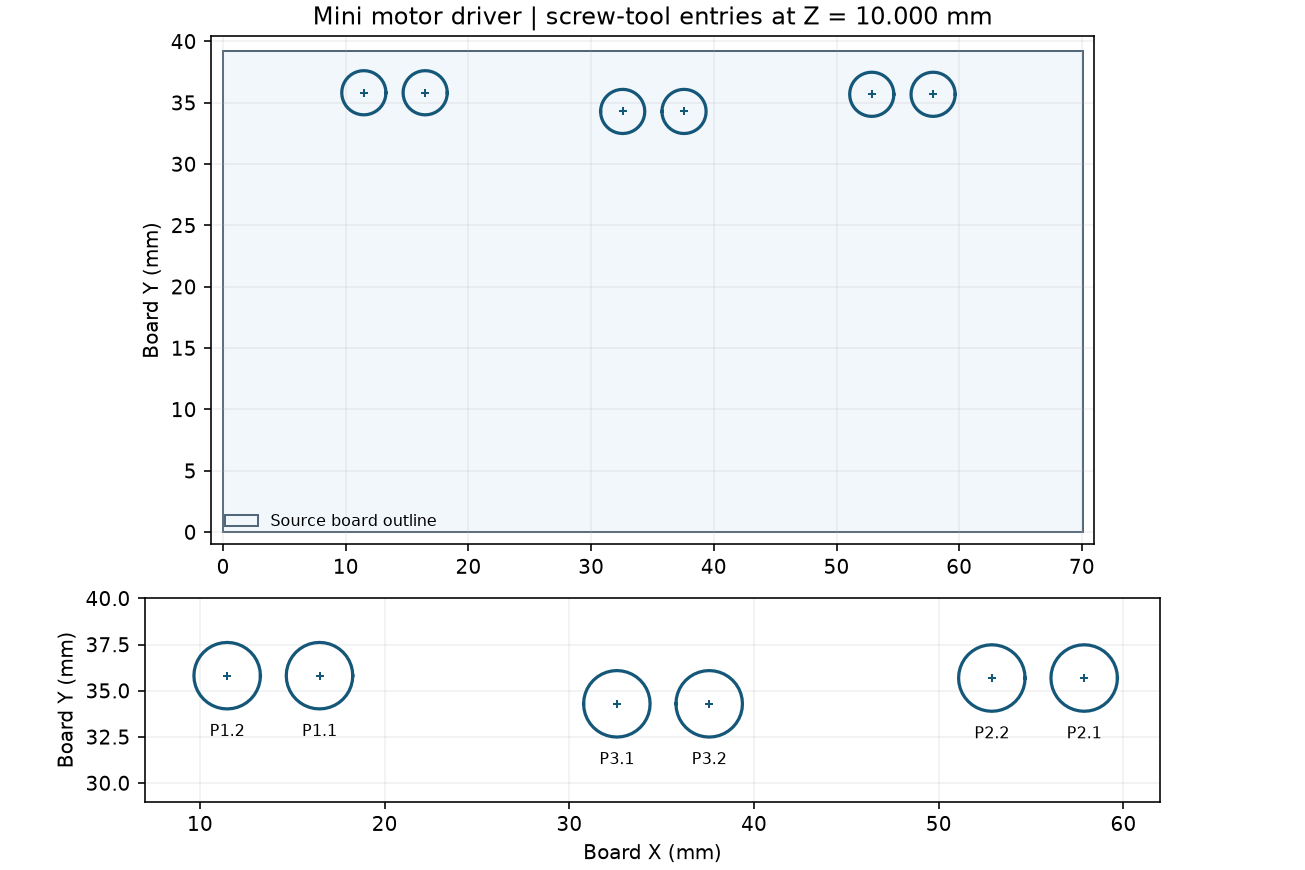 Mini motor driver | screw-tool entries at Z = 10.000 mm
40
35
30
25
20
15
10
5
0
Board Y (mm)
Source board outline
0 10 20 30 40 50 60 70
40.0
37.5
35.0
32.5
30.0
Board Y (mm)
P1.2 P1.1 P3.1 P3.2 P2.2 P2.1
10 20 30 40 50 60
Board X (mm)